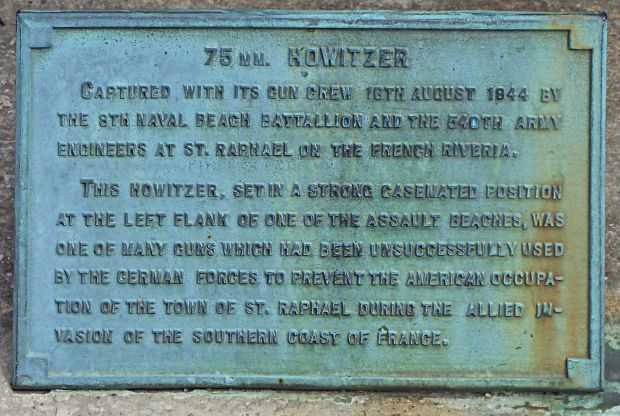 75 MM. HOWITZER
CAPTURED WITH ITS GUN CREW 16TH AUGUST 1944 BY
THE 8TH NAVAL BEACH BATTALLION AND THE 540TH ARMY
ENGINEERS AT ST. RAPHAEL ON THE FRENCH RIVERIA.
THIS HOWITZER, SET IN A STRONG CASEMATED POSITION
AT THE LEFT FLANK OF ONE OF THE ASSAULT BEACHES, WAS
ONE OF MANY GUNS WHICH HAD BEEN UNSUCCESSFULLY USED
BY THE GERMAN FORCES TO PREVENT THE AMERICAN OCCUPA-
TION OF THE TOWN OF ST. RAPHAEL DURING THE ALLIED IN-
VASION OF THE SOUTHERN COAST OF FRANCE.